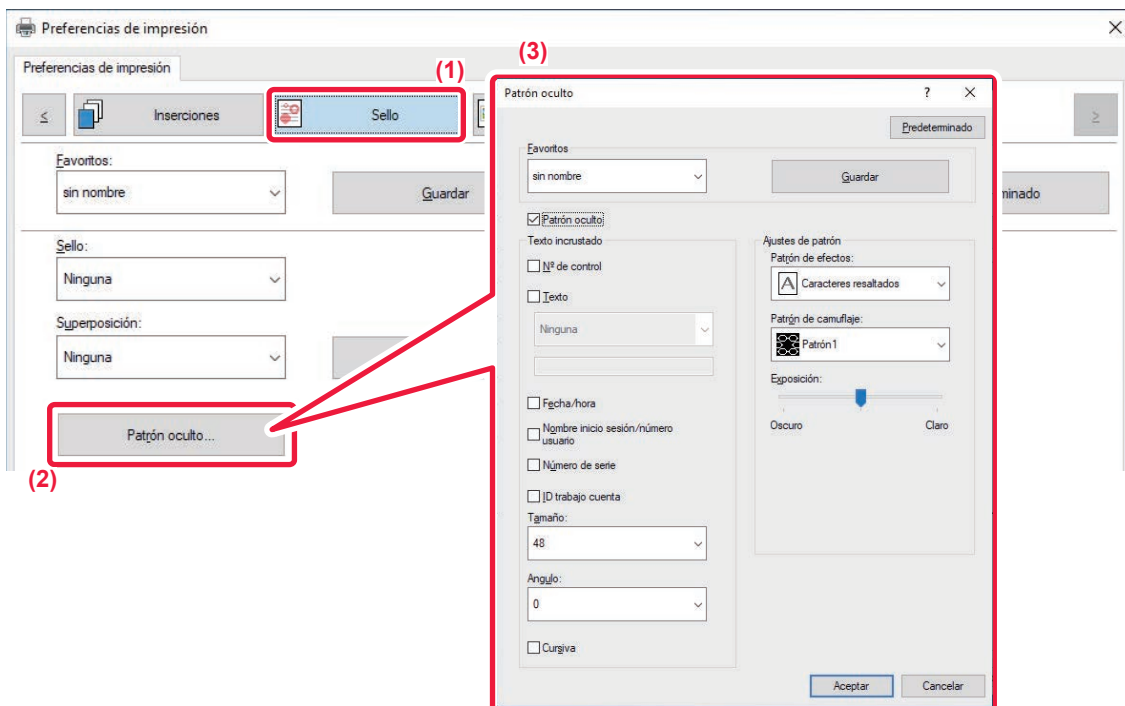 Preferencias de impresión
Preferencias de impresión
(1)
(3)
<
Inserciones
Sello
>
Favoritos:
sin nombre
Guardar
minado
Sello:
Ninguna
Superposición:
Ninguna
Patrón oculto...
(2)
Patrón oculto
?
Predeterminado
Favoritos
sin nombre
Guardar
Patrón oculto
Texto incrustado
Nº de control
Texto
Ninguna
Fecha/hora
Nombre inicio sesión/número
usuario
Número de serie
ID trabajo cuenta
Tamaño:
48
Angulo:
0
Cursiva
Ajustes de patrón
Patrón de efectos:
A
Caracteres resaltados
Patrón de camuflaje:
Patrón1
Exposición:
Oscuro
Claro
Aceptar
Cancelar